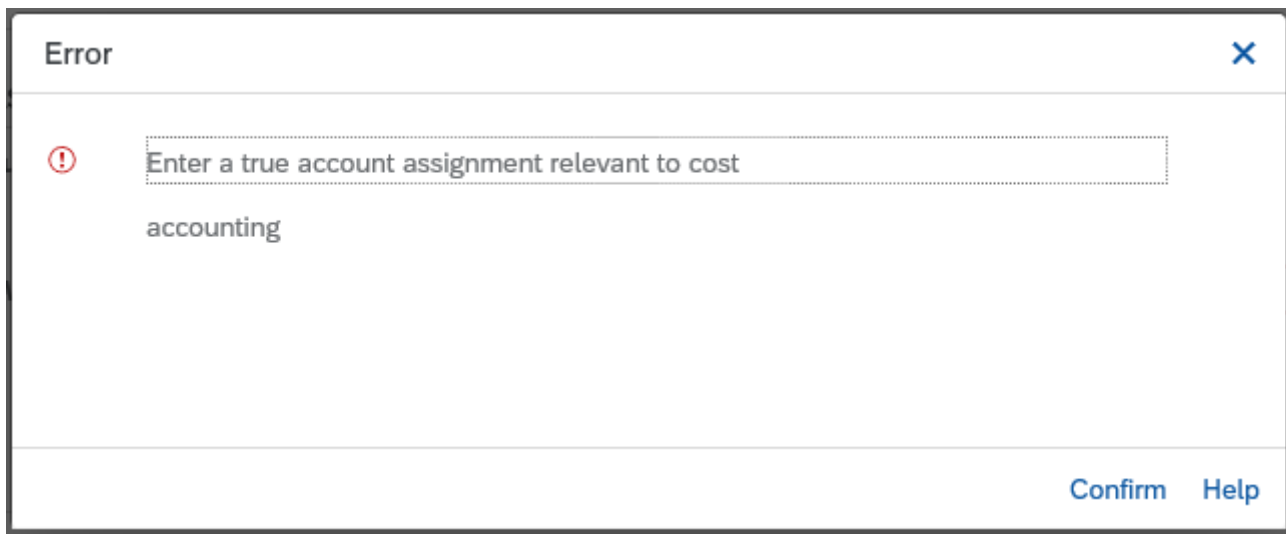 Error
Enter a true account assignment relevant to cost
accounting
Confirm Help